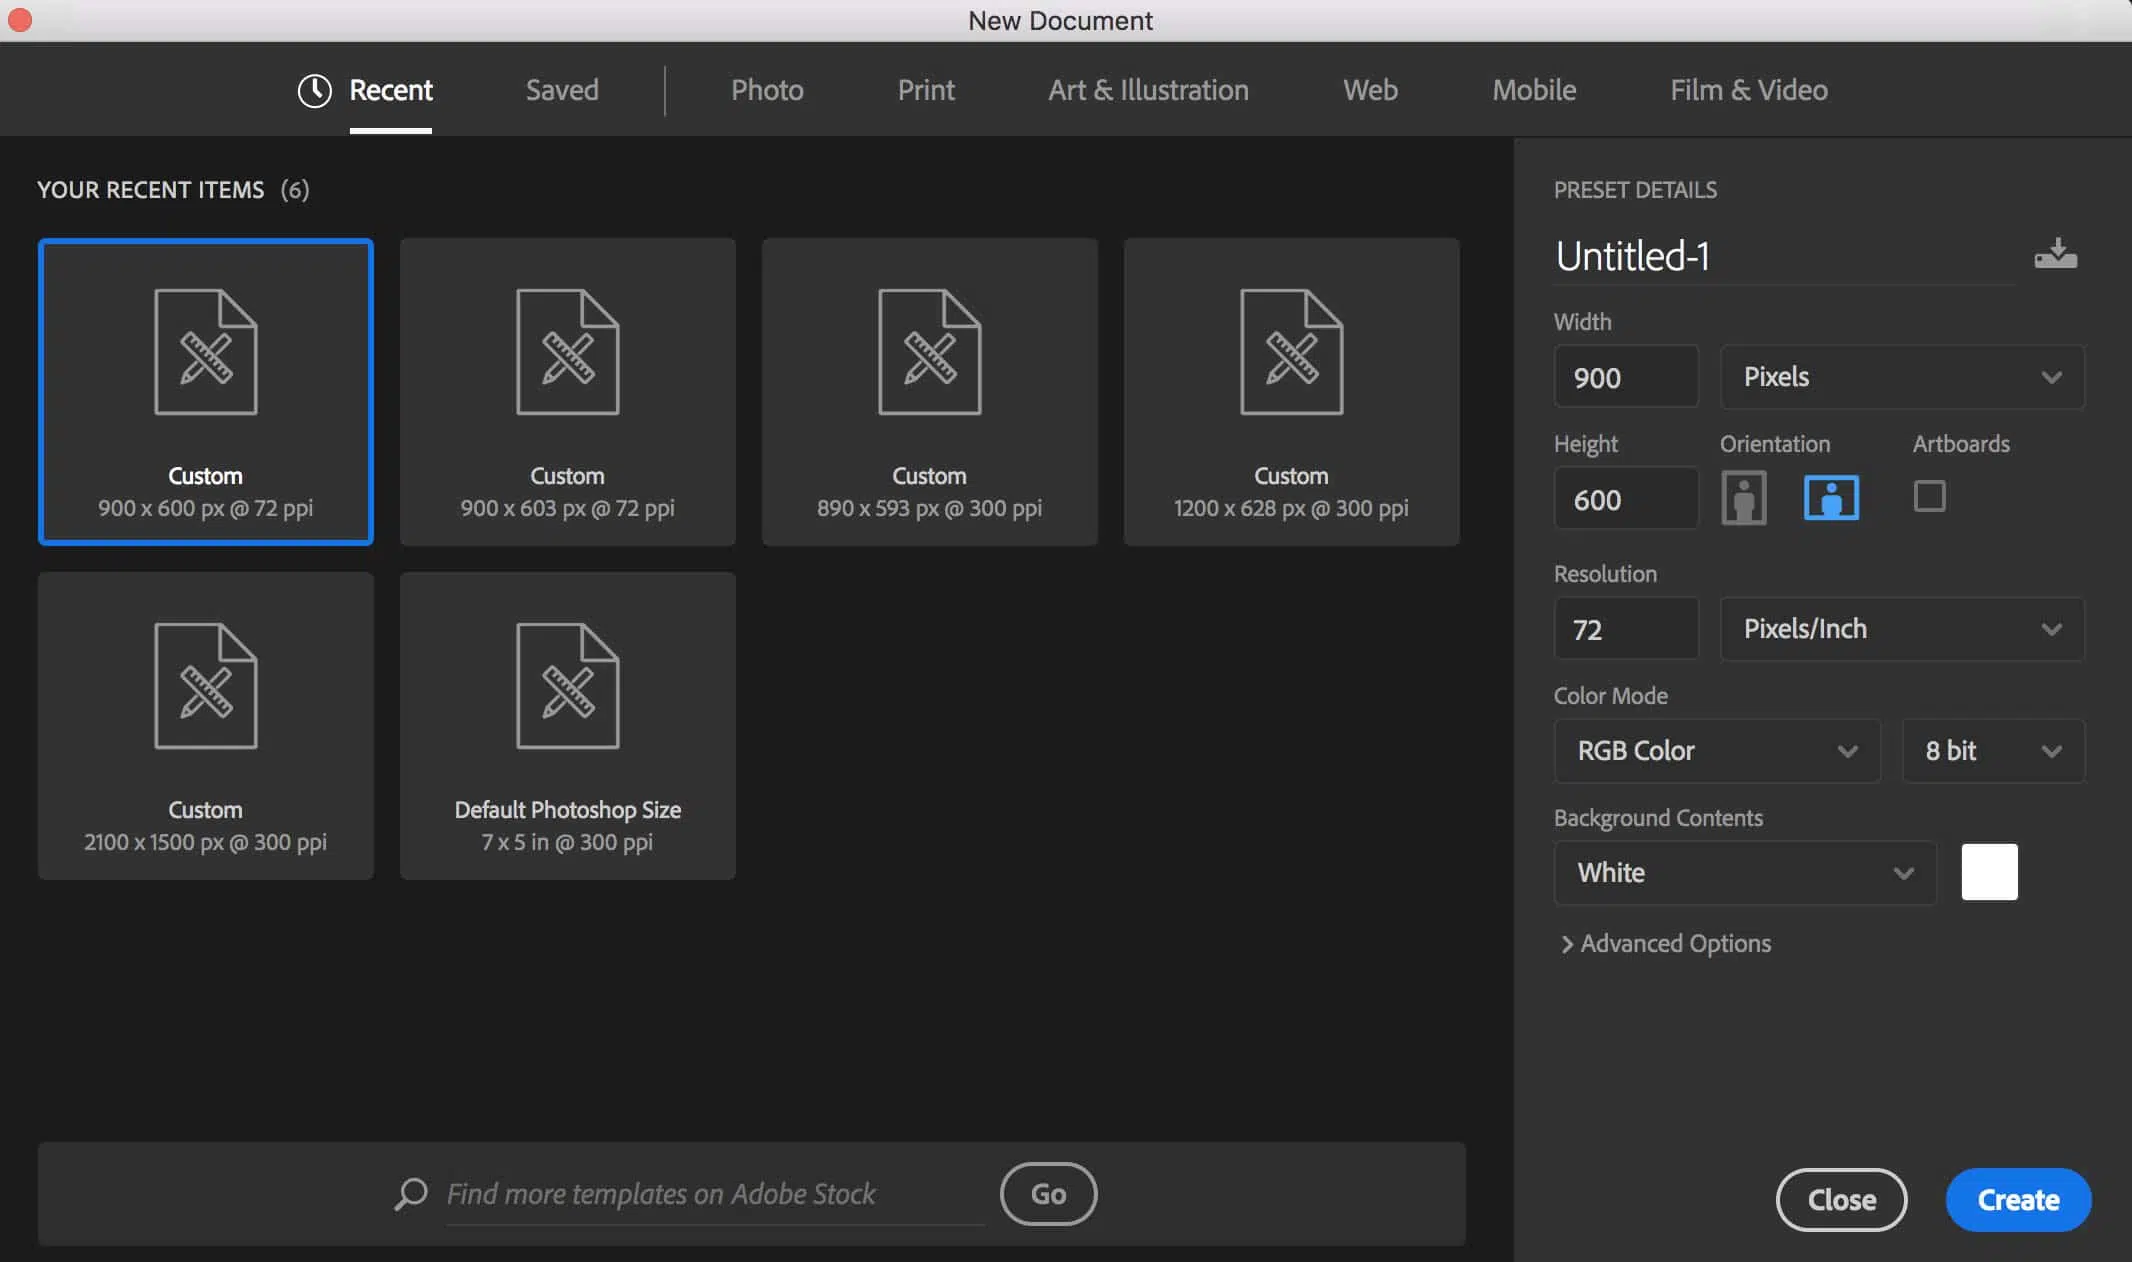 New Document
Recent Saved Photo Print Art & Illustration Web Mobile Film & Video
YOUR RECENT ITEMS (6)
Custom
900 x 600 px @ 72 ppi
Custom
900 x 603 px @ 72 ppi
Custom
890 x 593 px @ 300 ppi
Custom
1200 x 628 px @ 300 ppi
Custom
2100 x 1500 px @ 300 ppi
Default Photoshop Size
7 x 5 in @ 300 ppi
Find more templates on Adobe Stock
Go
PRESET DETAILS
Untitled-1
Width
900 Pixels
Height Orientation Artboards
600
Resolution
72 Pixels/Inch
Color Mode
RGB Color 8 bit
Background Contents
White
Advanced Options
Close Create